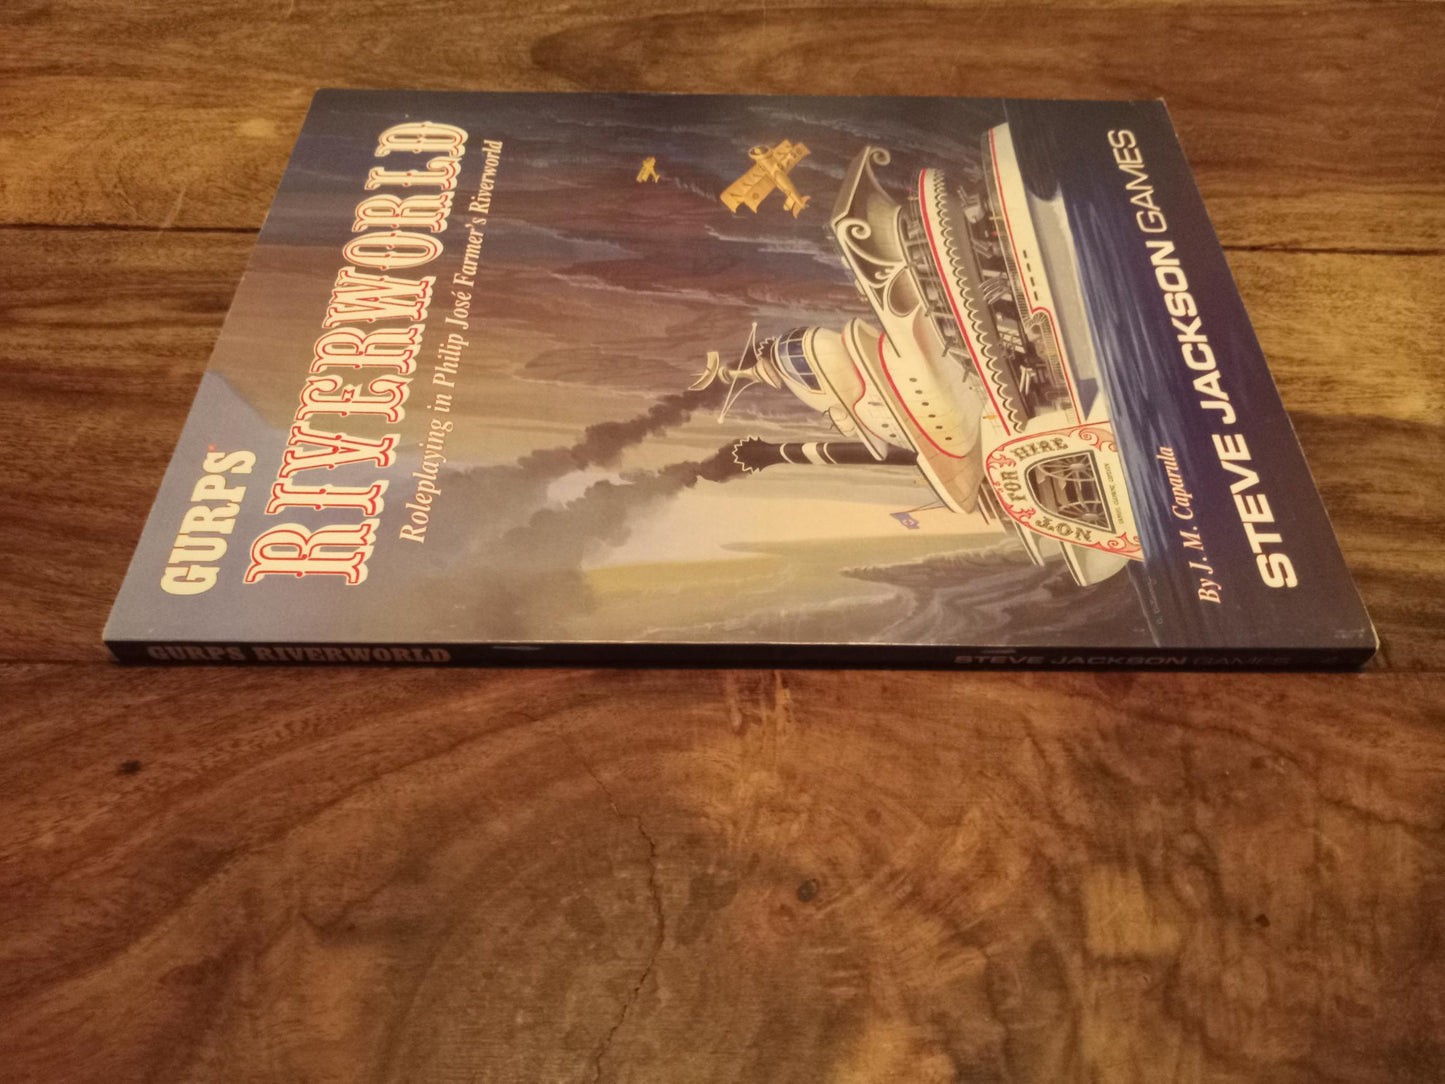 GURPS
RIVERWORLD
Roleplaying in Philip José Farmer's Riverworld
NOT
FOR HIRE
By J. M. Caparula
STEVE JACKSON GAMES
GURPS RIVERWORLD
STEVE JACKSON GAMES